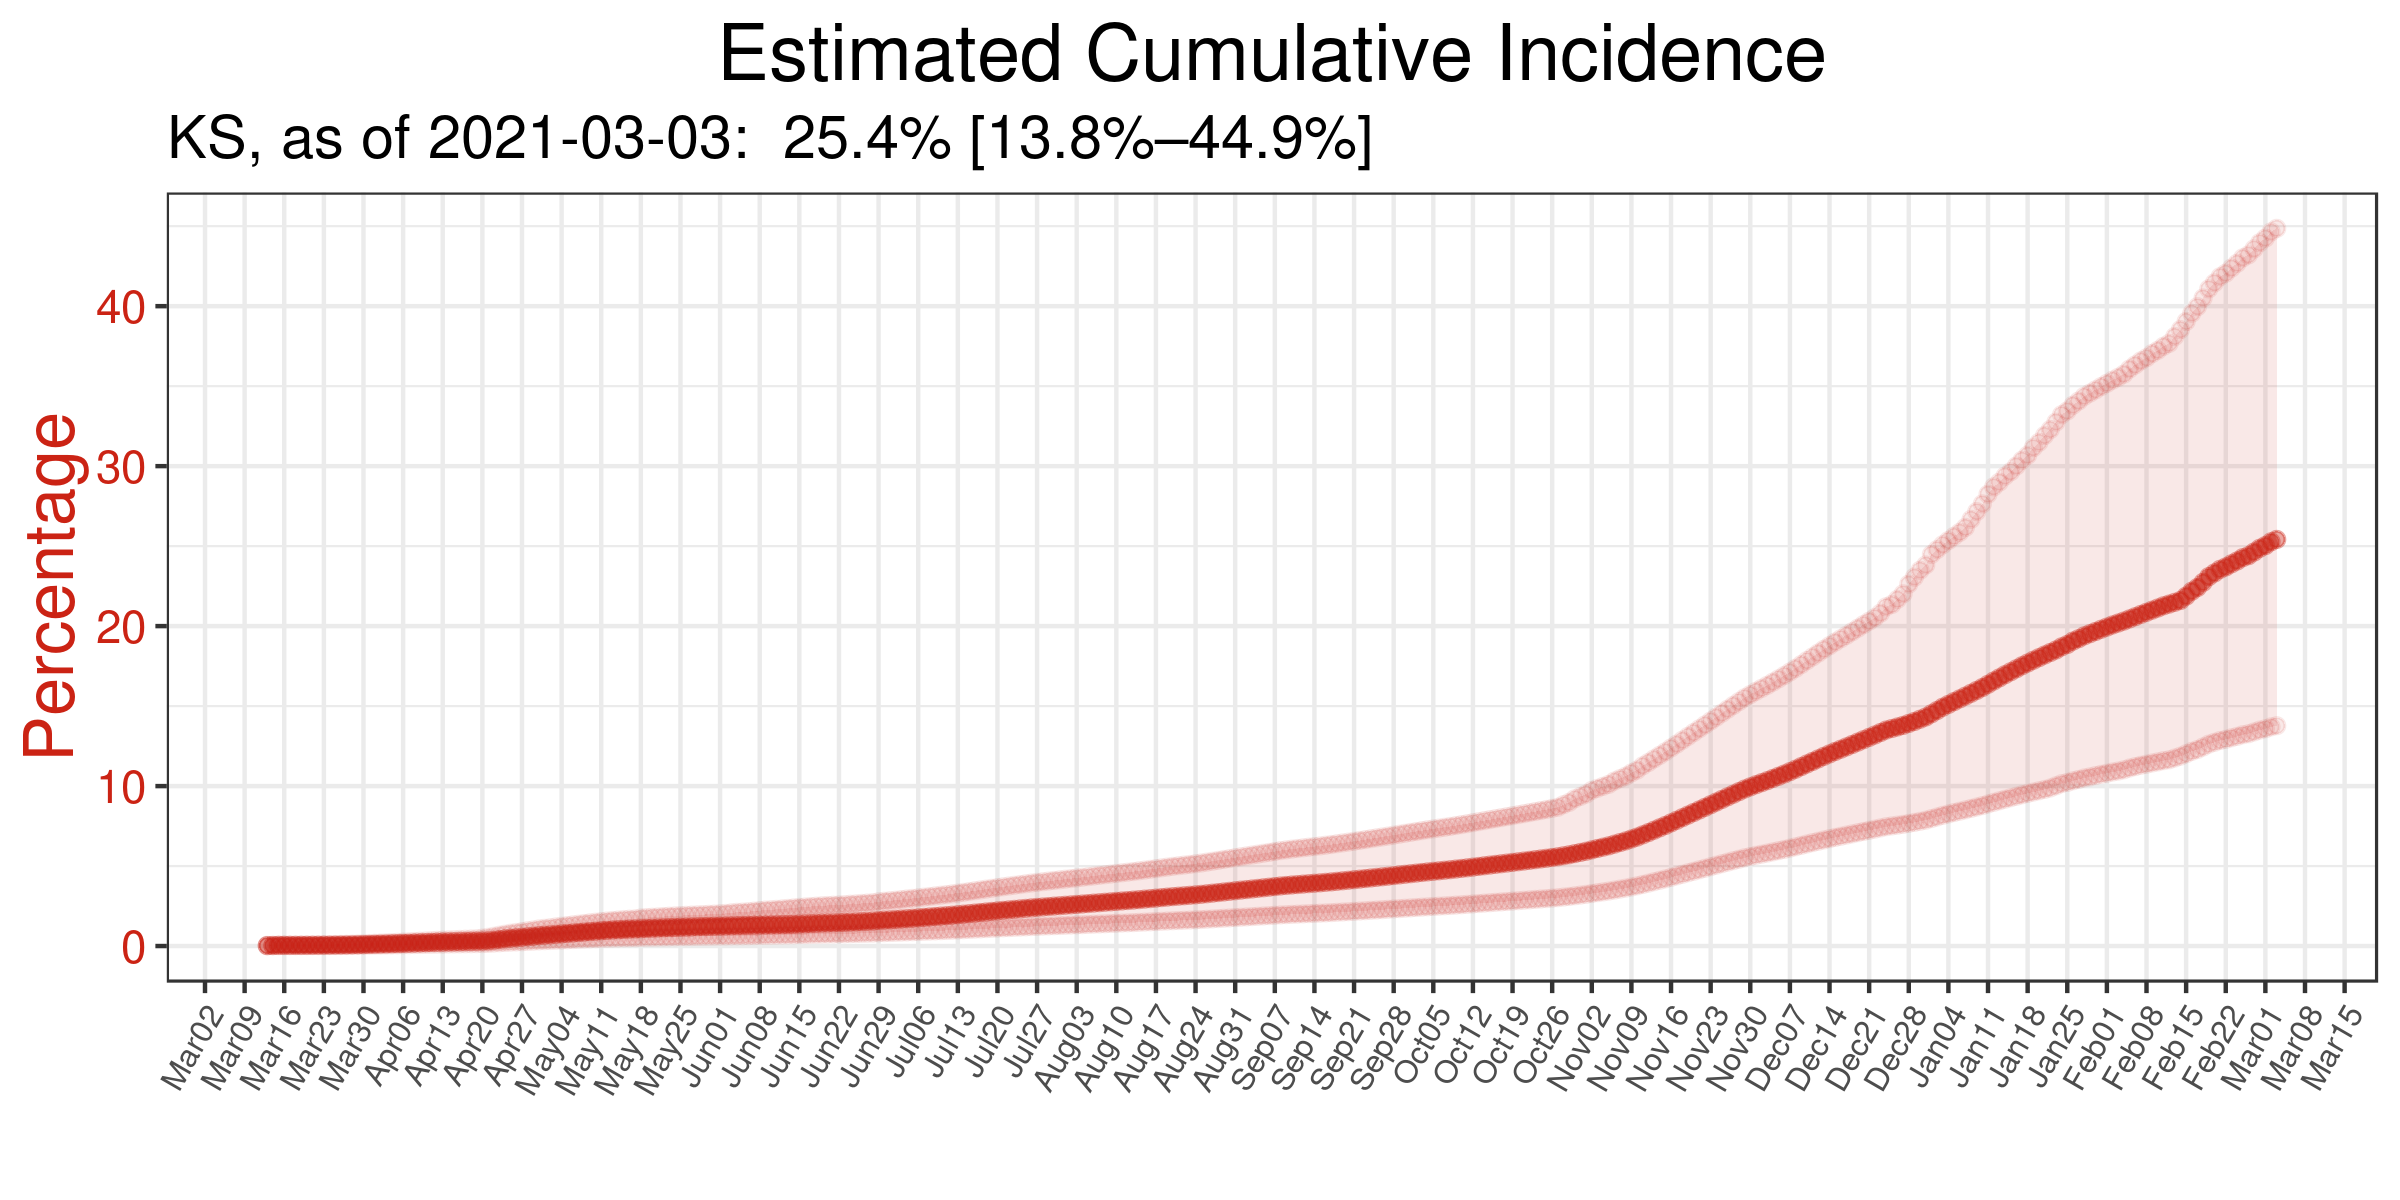 Estimated Cumulative Incidence
KS, as of 2021-03-03:  25.4% [13.8%–44.9%]
Percentage
40
30
20
10
0
Mar02
Mar09
Mar16
Mar23
Mar30
Apr06
Apr13
Apr20
Apr27
May04
May11
May18
May25
Jun01
Jun08
Jun15
Jun22
Jun29
Jul06
Jul13
Jul20
Jul27
Aug03
Aug10
Aug17
Aug24
Aug31
Sep07
Sep14
Sep21
Sep28
Oct05
Oct12
Oct19
Oct26
Nov02
Nov09
Nov16
Nov23
Nov30
Dec07
Dec14
Dec21
Dec28
Jan04
Jan11
Jan18
Jan25
Feb01
Feb08
Feb15
Feb22
Mar01
Mar08
Mar15